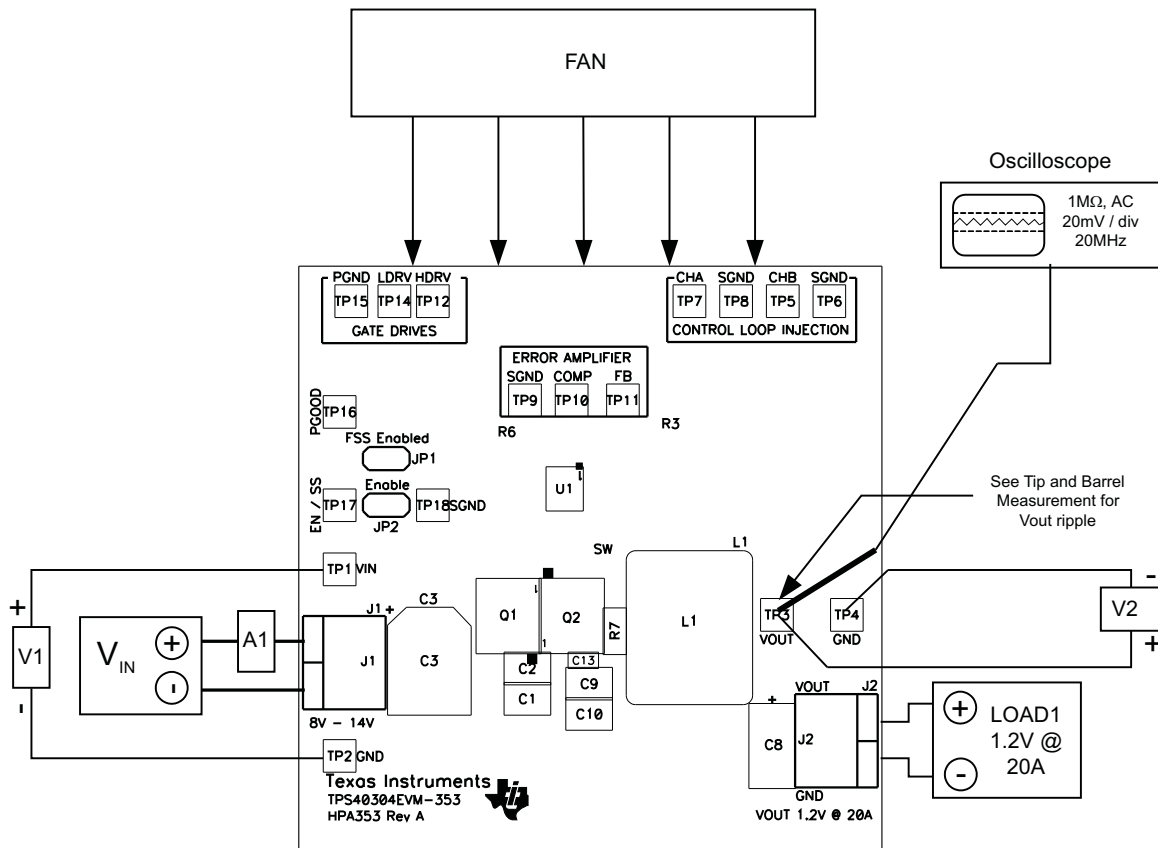 FAN
Oscilloscope
1MΩ, AC
20mV / div
20MHz
PGND LDRV HDRV
TP15 TP14 TP12
GATE DRIVES
CHA SGND CHB SGND
TP7 TP8 TP5 TP6
CONTROL LOOP INJECTION
ERROR AMPLIFIER
SGND COMP FB
TP9 TP10 TP11
R6 R3
PGOOD
TP16
FSS Enabled
JP1
EN / SS
TP17
Enable
JP2
TP18 SGND
1
U1
See Tip and Barrel
Measurement for
Vout ripple
SW
L1
L1
TP1 VIN
+
V1
-
VIN
+
-
A1
J1 +
J1
C3
C3
8V - 14V
TP2 GND
1
Q1
Q2
1
R7
C2
C1
C13
C9
C10
TP3
VOUT
TP4
GND
-
V2
+
+
VOUT J2
C8
J2
GND
+
-
LOAD1
1.2V @
20A
Texas Instruments
TPS40304EVM-353
HPA353 Rev A
VOUT 1.2V @ 20A